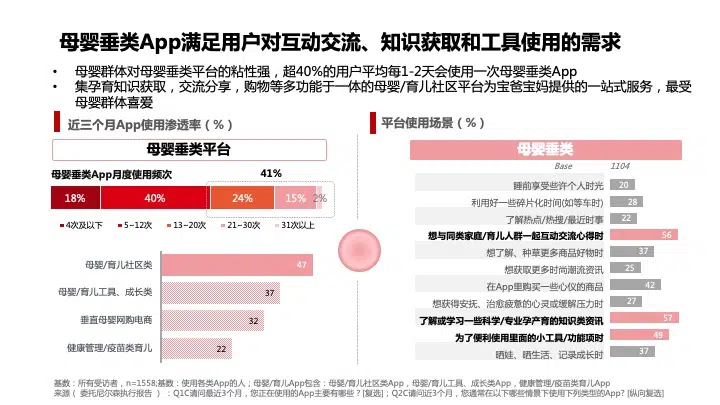 母婴垂类App满足用户对互动交流、知识获取和工具使用的需求
• 母婴群体对母婴垂类平台的粘性强，超40%的用户平均每1-2天会使用一次母婴垂类App
• 集孕育知识获取，交流分享，购物等多功能于一体的母婴/育儿社区平台为宝爸宝妈提供的一站式服务，最受
母婴群体喜爱
近三个月App使用渗透率（%）
母婴垂类平台
母婴垂类App月度使用频次 41%
18% 40% 24% 15% 2%
4次及以下 5~12次 13~20次 21~30次 31次以上
母婴/育儿社区类 47
母婴/育儿工具、成长类 37
垂直母婴网购电商 32
健康管理/疫苗类育儿 22
平台使用场景（%）
母婴垂类
Base 1104
睡前享受些许个人时光 20
利用好一些碎片化时间(如等车时) 28
了解热点/热搜/最近时事 22
想与同类家庭/育儿人群一起互动交流心得时 56
想了解、种草更多商品好物时 37
想获取更多时尚潮流资讯 25
在App里购买一些心仪的商品 42
想获得安抚、治愈疲惫的心灵或缓解压力时 27
了解或学习一些科学/专业孕产育的知识类资讯 57
为了便利使用里面的小工具/功能项时 49
晒娃、晒生活、记录成长时 37
基数：所有受访者，n=1558;基数：使用各类App的人；母婴/育儿App包含：母婴/育儿社区类App，母婴/育儿工具、成长类App，健康管理/疫苗类育儿App
来源（ 委托尼尔森执行报告 ）：Q1C请问最近3个月，您正在使用的App主要有哪些？[复选]；Q2C请问近3个月，您通常在以下哪些情景下使用下列类型的App? [纵向复选]